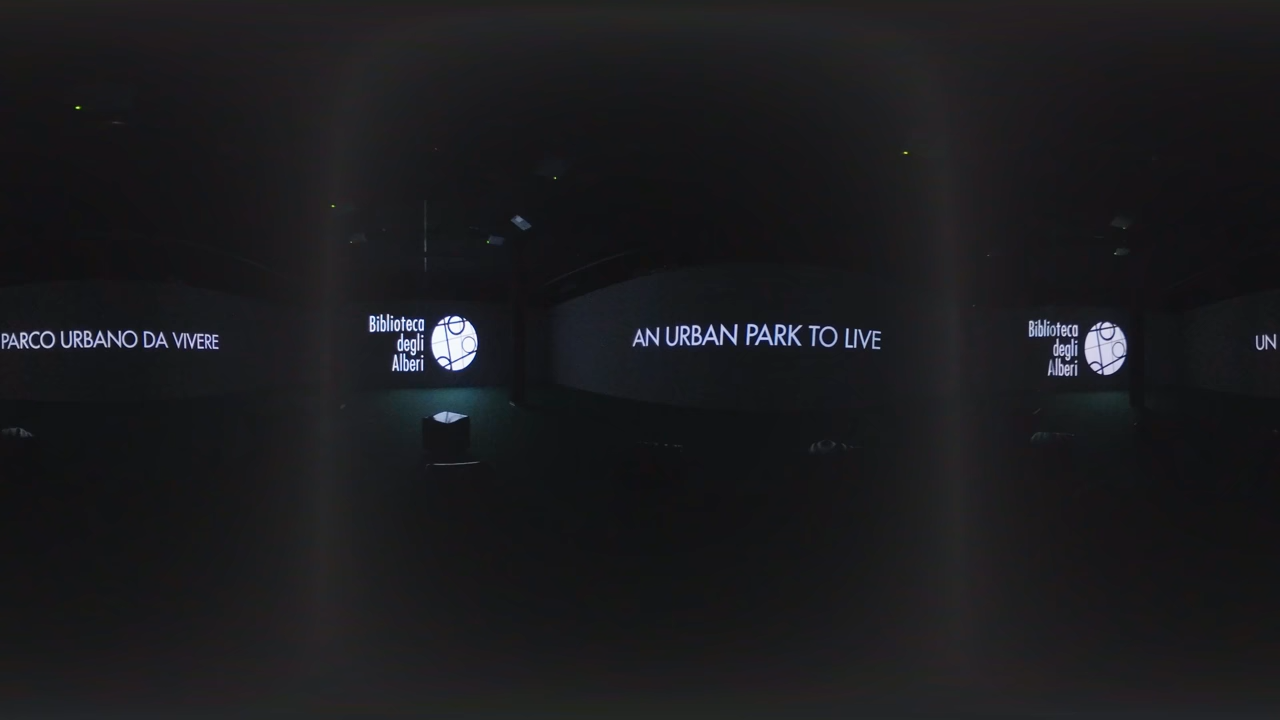 PARCO URBANO DA VIVERE
Biblioteca
degli
Alberi
AN URBAN PARK TO LIVE
Biblioteca
degli
Alberi
UN